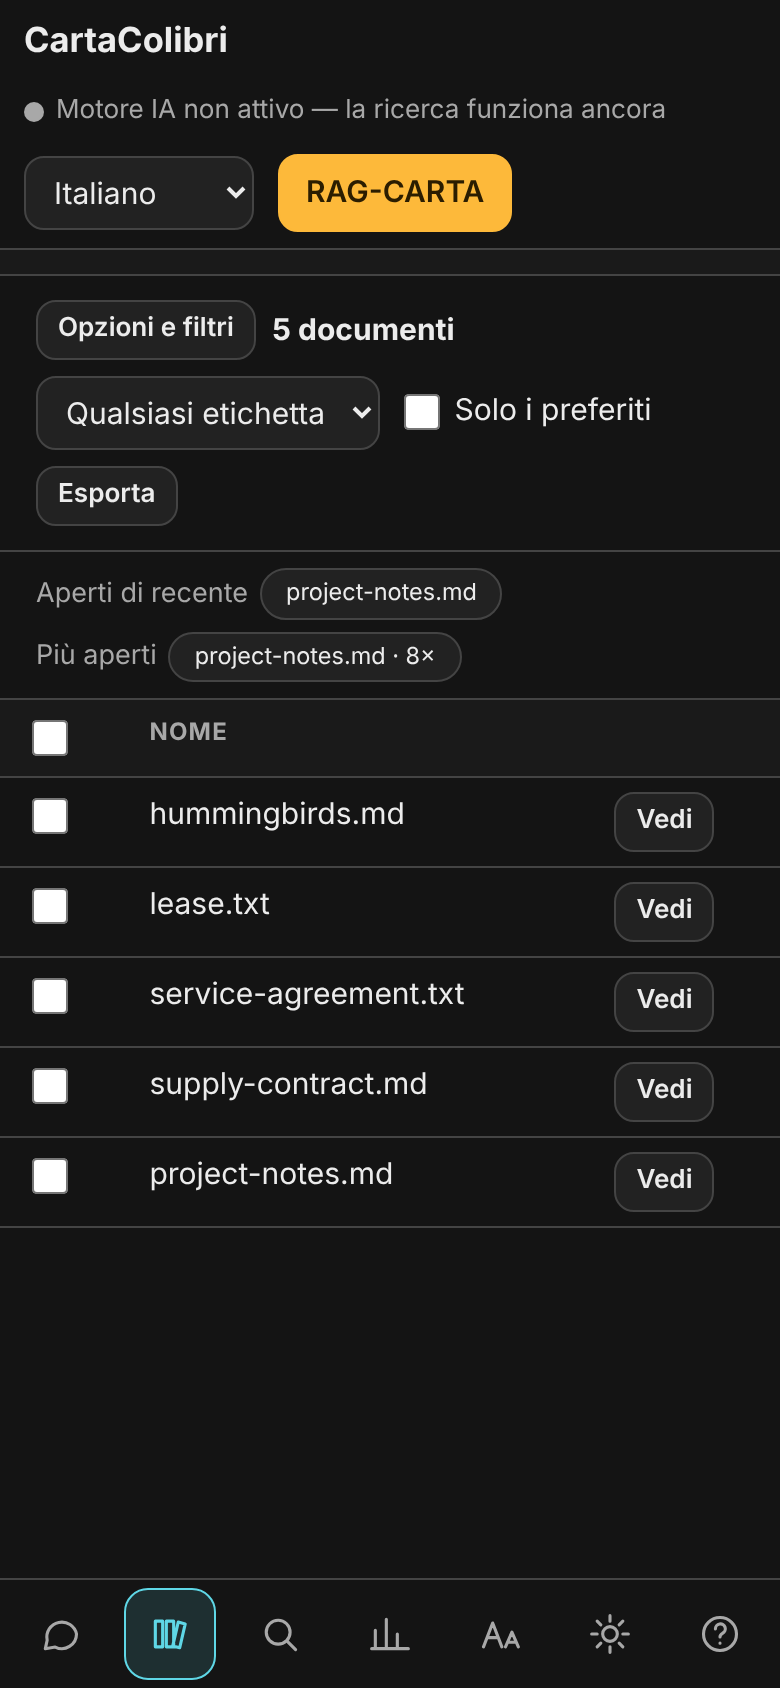 CartaColibri
Motore IA non attivo — la ricerca funziona ancora
Italiano
RAG-CARTA
Opzioni e filtri
5 documenti
Qualsiasi etichetta
Solo i preferiti
Esporta
Aperti di recente
project-notes.md
Più aperti
project-notes.md · 8×
NOME
hummingbirds.md
Vedi
lease.txt
Vedi
service-agreement.txt
Vedi
supply-contract.md
Vedi
project-notes.md
Vedi
AA
?